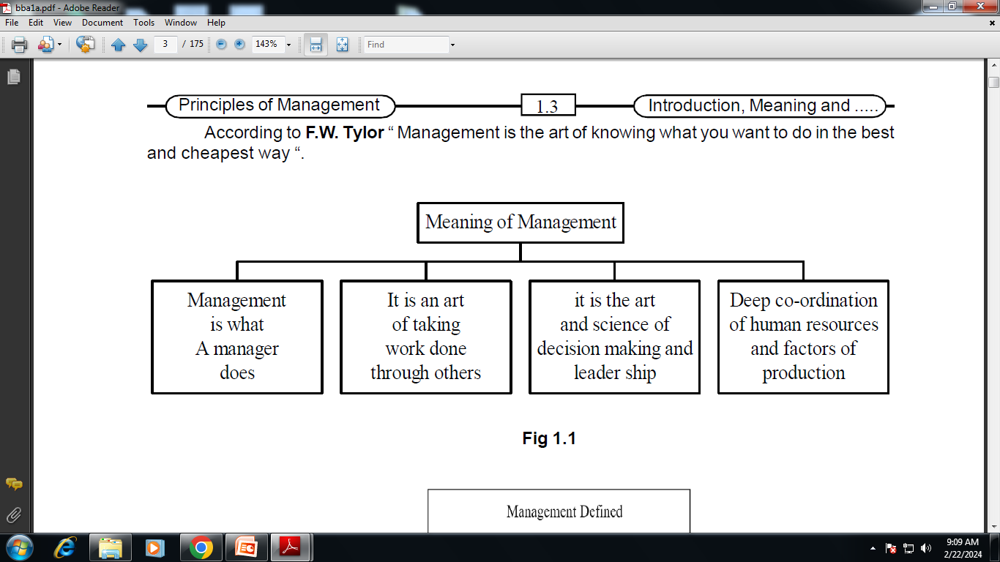 bba1a.pdf - Adobe Reader
File Edit View Document Tools Window Help
3 / 175 143% Find
Principles of Management 1.3 Introduction, Meaning and .....
According to F.W. Tylor “ Management is the art of knowing what you want to do in the best
and cheapest way “.
Meaning of Management
Management
is what
A manager
does
It is an art
of taking
work done
through others
it is the art
and science of
decision making and
leader ship
Deep co-ordination
of human resources
and factors of
production
Fig 1.1
Management Defined
9:09 AM
2/22/2024